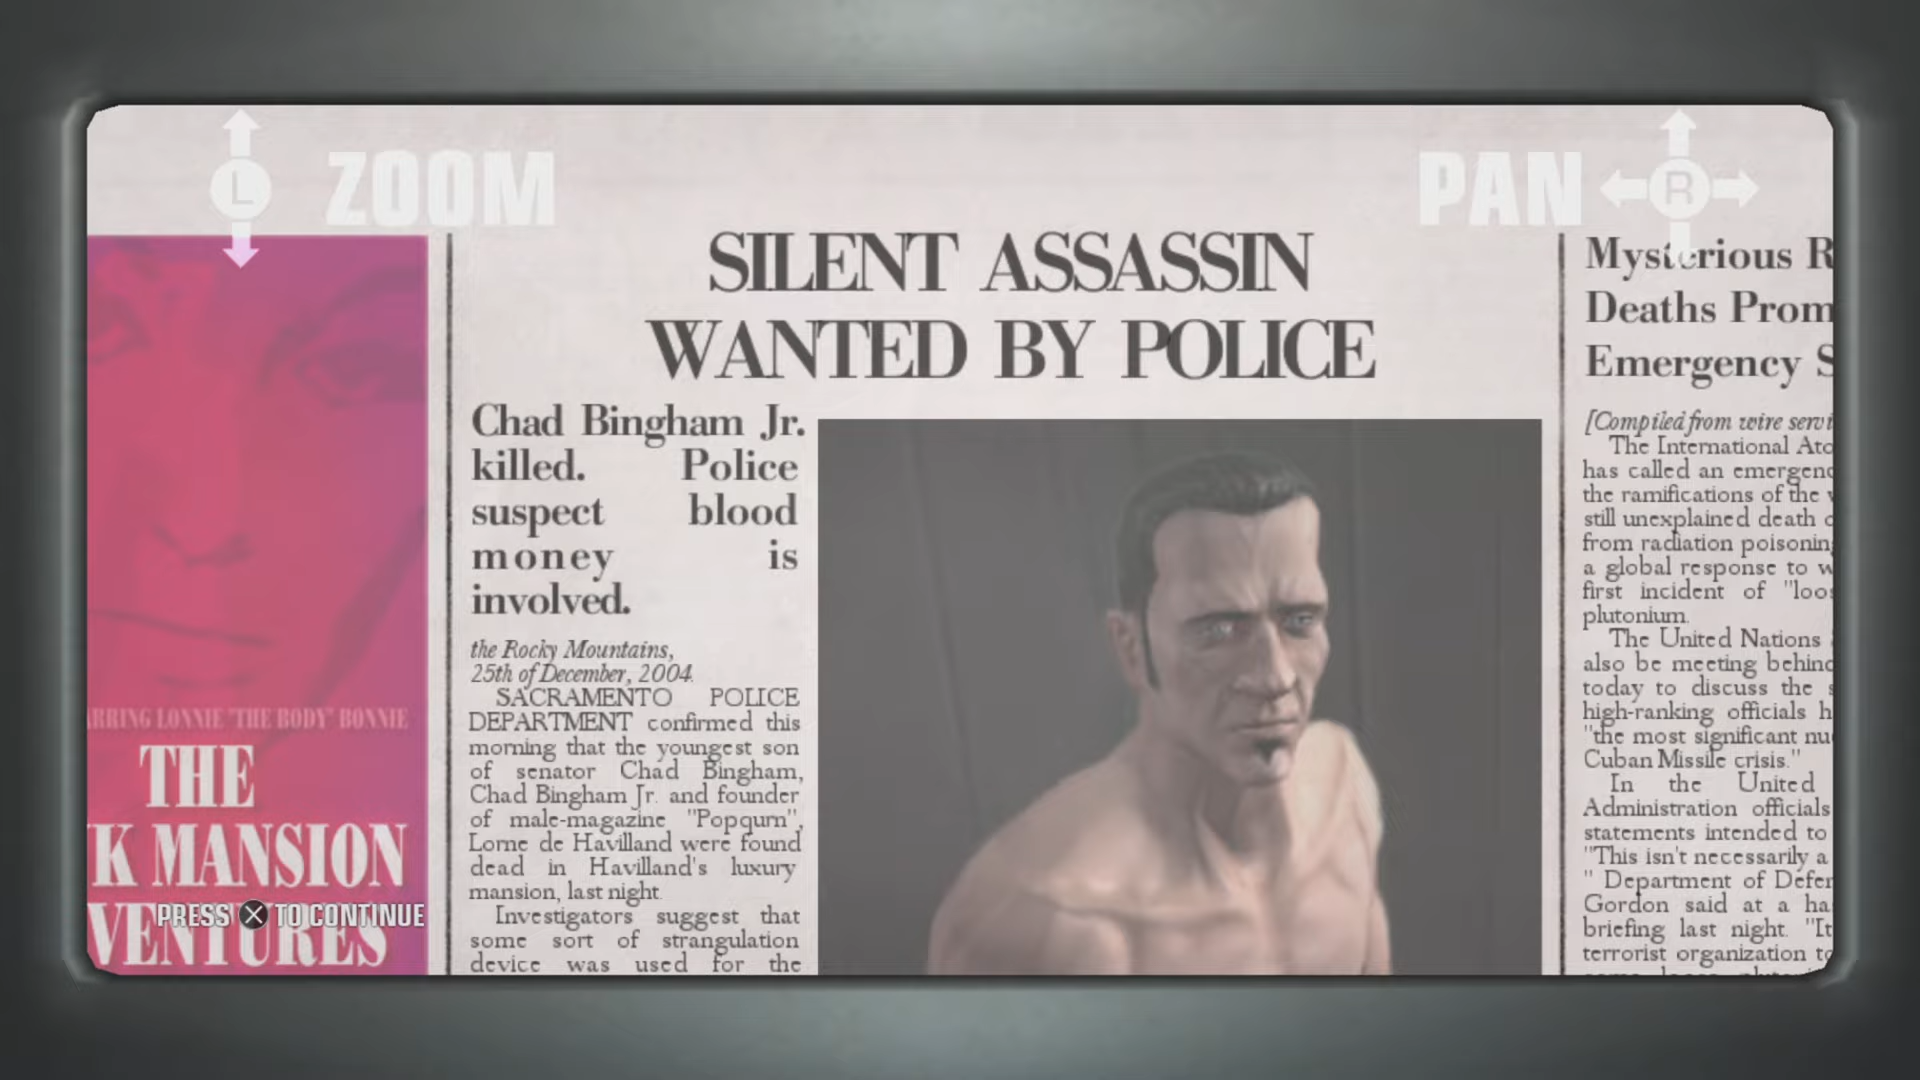 L ZOOM
PAN R
SILENT ASSASSIN
WANTED BY POLICE
Chad Bingham Jr.
killed. Police
suspect blood
money is
involved.
the Rocky Mountains,
25th of December, 2004.
SACRAMENTO POLICE
DEPARTMENT confirmed this
morning that the youngest son
of senator Chad Bingham,
Chad Bingham Jr. and founder
of male-magazine "Popqurn",
Lorne de Havilland were found
dead in Havilland's luxury
mansion, last night.
Investigators suggest that
some sort of strangulation
device was used for the
Mysterious R
Deaths Prom
Emergency S
[Compiled from wire servi
The International Ato
has called an emergenc
the ramifications of the
still unexplained death
from radiation poisoning
a global response to w
first incident of "loos
plutonium.
The United Nations
also be meeting behind
today to discuss the
high-ranking officials h
"the most significant nu
Cuban Missile crisis."
In the United
Administration officials
statements intended to
"This isn't necessarily a
" Department of Defen
Gordon said at a ha
briefing last night. "It
terrorist organization to
ARRING LONNIE "THE BODY" BONNIE
THE
K MANSION
VENTURES
PRESS X TO CONTINUE